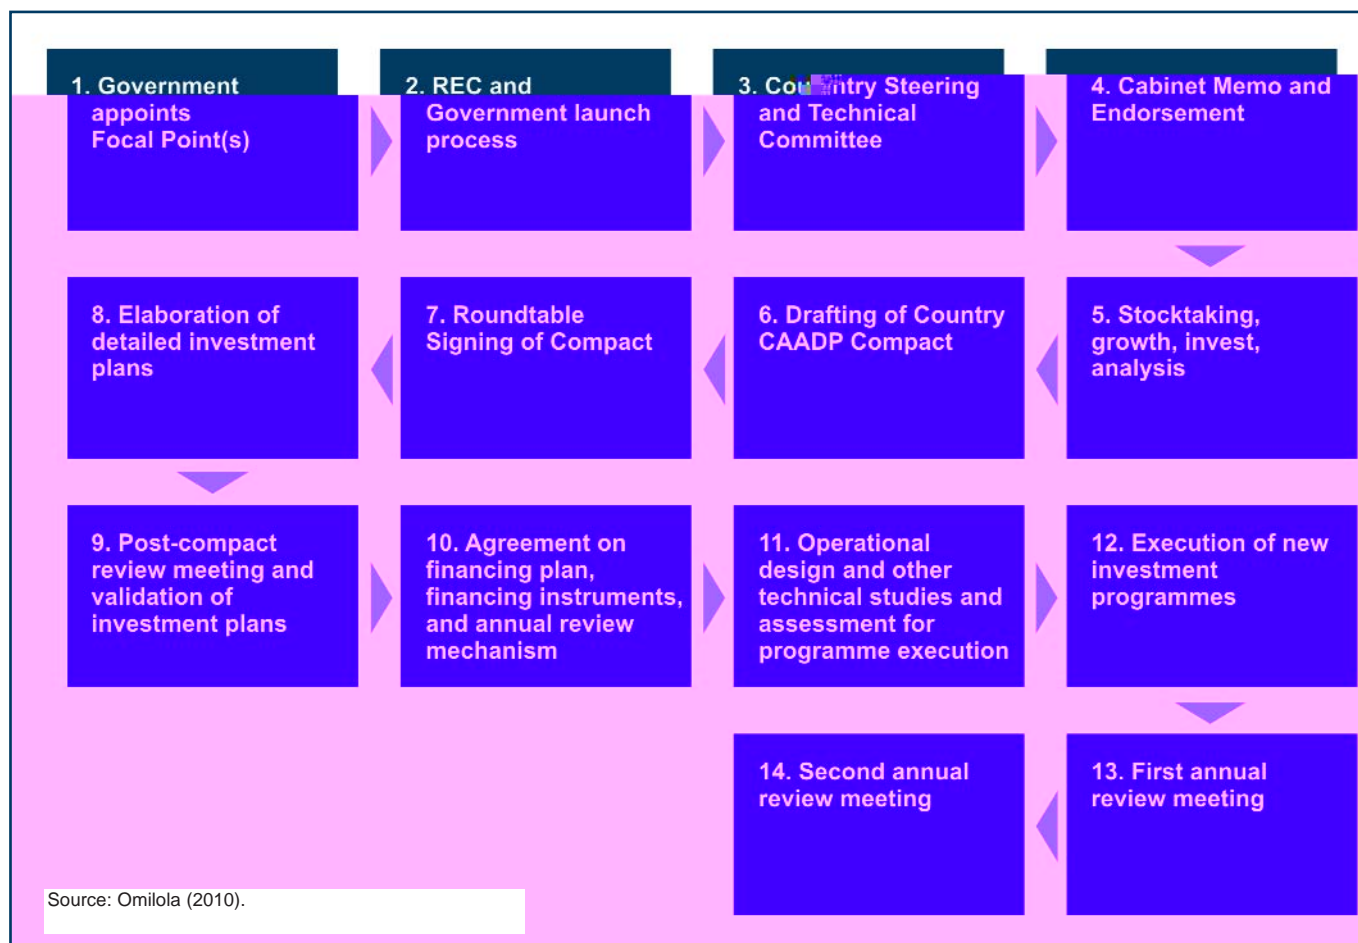 1. Government
appoints
Focal Point(s)
2. REC and
Government launch
process
3. Country Steering
and Technical
Committee
4. Cabinet Memo and
Endorsement
5. Stocktaking,
growth, invest,
analysis
6. Drafting of Country
CAADP Compact
7. Roundtable
Signing of Compact
8. Elaboration of
detailed investment
plans
9. Post-compact
review meeting and
validation of
investment plans
10. Agreement on
financing plan,
financing instruments,
and annual review
mechanism
11. Operational
design and other
technical studies and
assessment for
programme execution
12. Execution of new
investment
programmes
13. First annual
review meeting
14. Second annual
review meeting
Source: Omilola (2010).